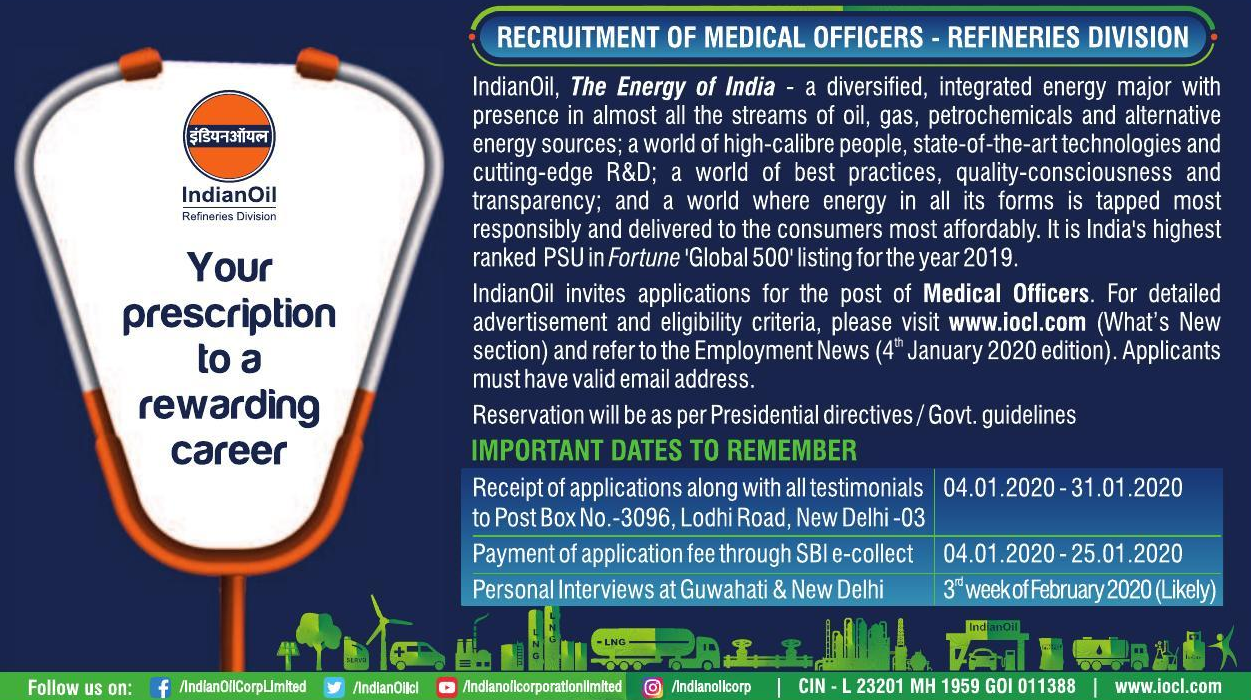 इंडियनऑयल
IndianOil
Refineries Division
Your
prescription
to a
rewarding
career
RECRUITMENT OF MEDICAL OFFICERS - REFINERIES DIVISION
IndianOil, The Energy of India - a diversified, integrated energy major with
presence in almost all the streams of oil, gas, petrochemicals and alternative
energy sources; a world of high-calibre people, state-of-the-art technologies and
cutting-edge R&D; a world of best practices, quality-consciousness and
transparency; and a world where energy in all its forms is tapped most
responsibly and delivered to the consumers most affordably. It is India's highest
ranked PSU in Fortune 'Global 500' listing for the year 2019.
IndianOil invites applications for the post of Medical Officers. For detailed
advertisement and eligibility criteria, please visit www.iocl.com (What's New
section) and refer to the Employment News (4th January 2020 edition). Applicants
must have valid email address.
Reservation will be as per Presidential directives / Govt. guidelines
IMPORTANT DATES TO REMEMBER
Receipt of applications along with all testimonials
to Post Box No.-3096, Lodhi Road, New Delhi -03
04.01.2020 - 31.01.2020
Payment of application fee through SBI e-collect
04.01.2020 - 25.01.2020
Personal Interviews at Guwahati & New Delhi
3rd week of February 2020 (Likely)
SERVO
LNG
LNG
- LNG
IndianOil
Follow us on: /IndianOilCorpLimited /IndianOilcl /Indianoilcorporationlimited /Indianoilcorp | CIN - L 23201 MH 1959 GOI 011388 | www.iocl.com